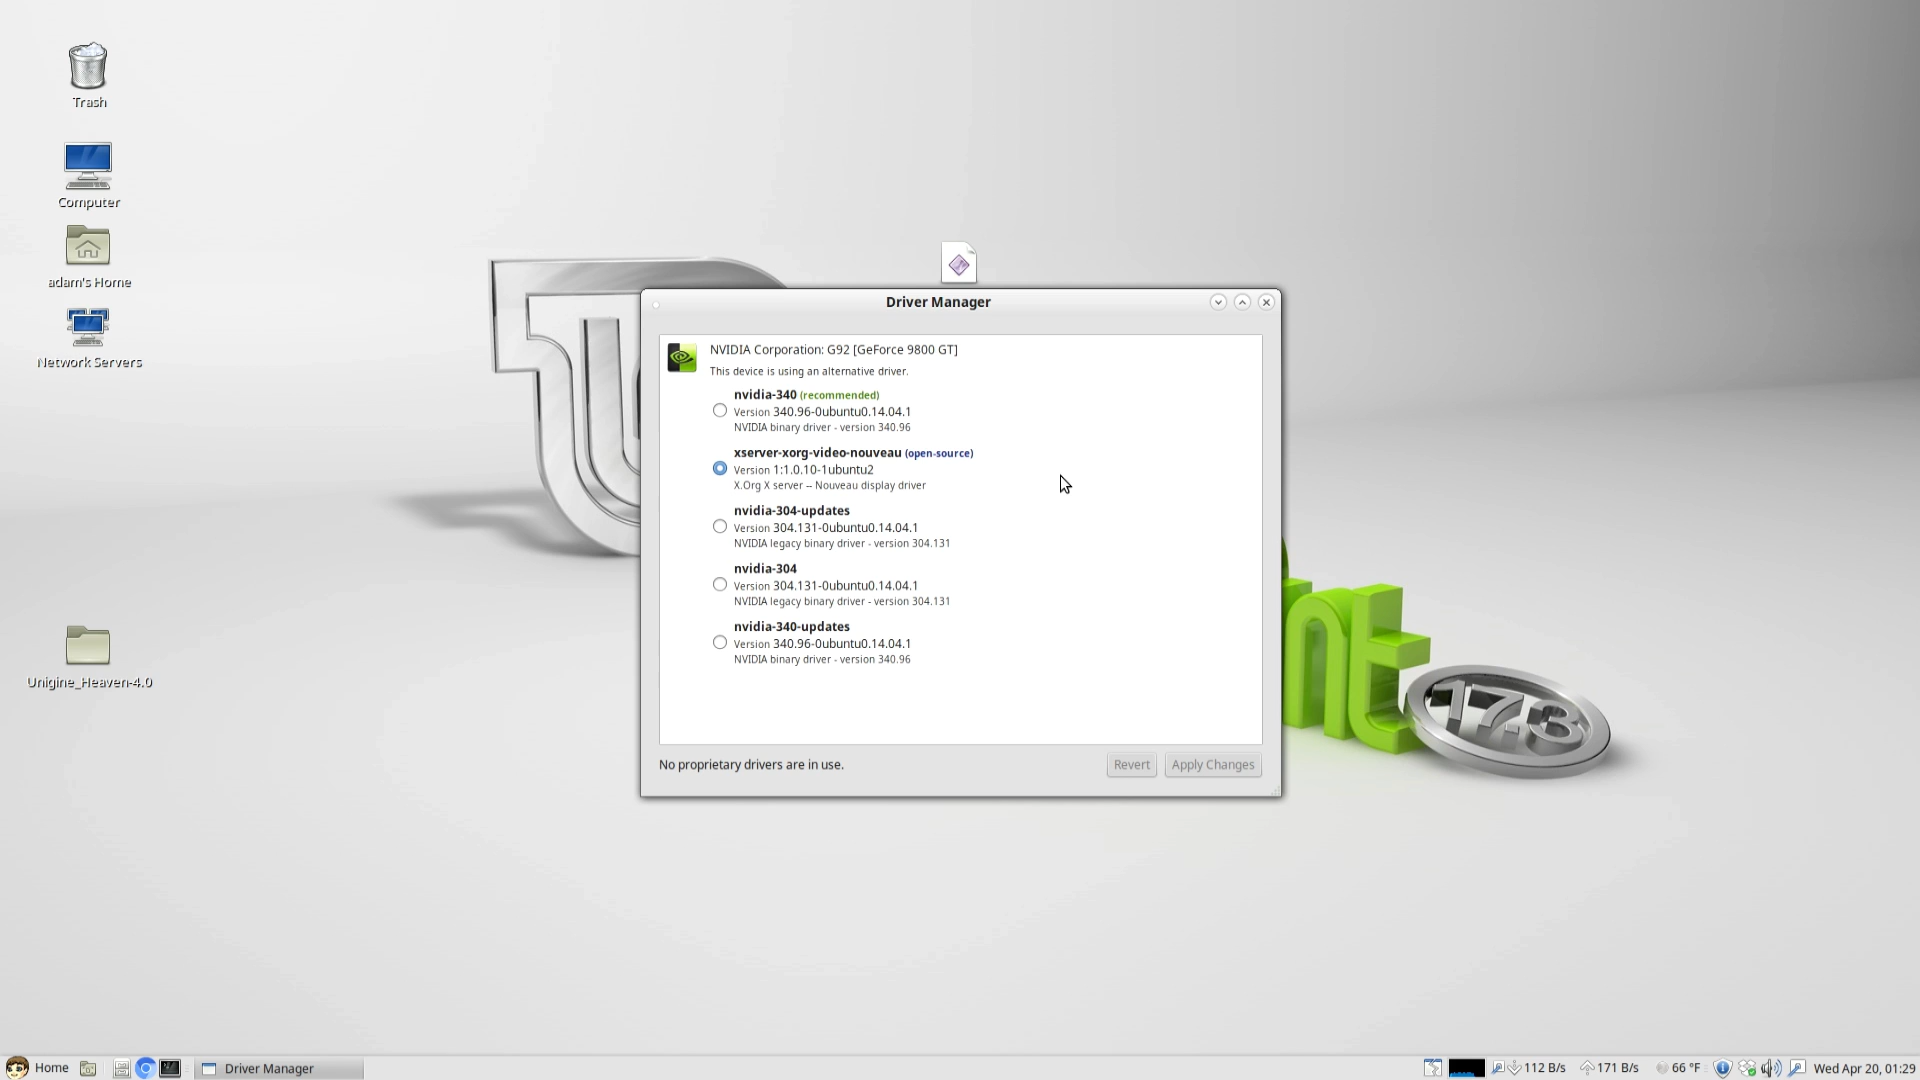 Trash
Computer
adam's Home
Network Servers
Unigine_Heaven-4.0
Driver Manager
NVIDIA Corporation: G92 [GeForce 9800 GT]
This device is using an alternative driver.
nvidia-340 (recommended)
Version 340.96-0ubuntu0.14.04.1
NVIDIA binary driver - version 340.96
xserver-xorg-video-nouveau (open-source)
Version 1:1.0.10-1ubuntu2
X.Org X server -- Nouveau display driver
nvidia-304-updates
Version 304.131-0ubuntu0.14.04.1
NVIDIA legacy binary driver - version 304.131
nvidia-304
Version 304.131-0ubuntu0.14.04.1
NVIDIA legacy binary driver - version 304.131
nvidia-340-updates
Version 340.96-0ubuntu0.14.04.1
NVIDIA binary driver - version 340.96
No proprietary drivers are in use.
Revert
Apply Changes
nt
17.3
Home
Driver Manager
112 B/s
171 B/s
66 °F
Wed Apr 20, 01:29